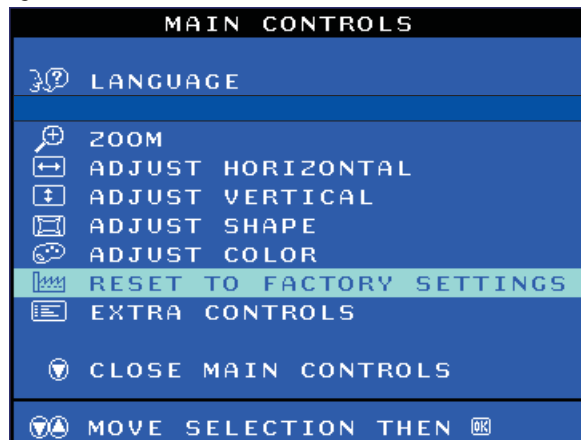 MAIN CONTROLS
LANGUAGE
ZOOM
ADJUST HORIZONTAL
ADJUST VERTICAL
ADJUST SHAPE
ADJUST COLOR
RESET TO FACTORY SETTINGS
EXTRA CONTROLS
CLOSE MAIN CONTROLS
MOVE SELECTION THEN OK